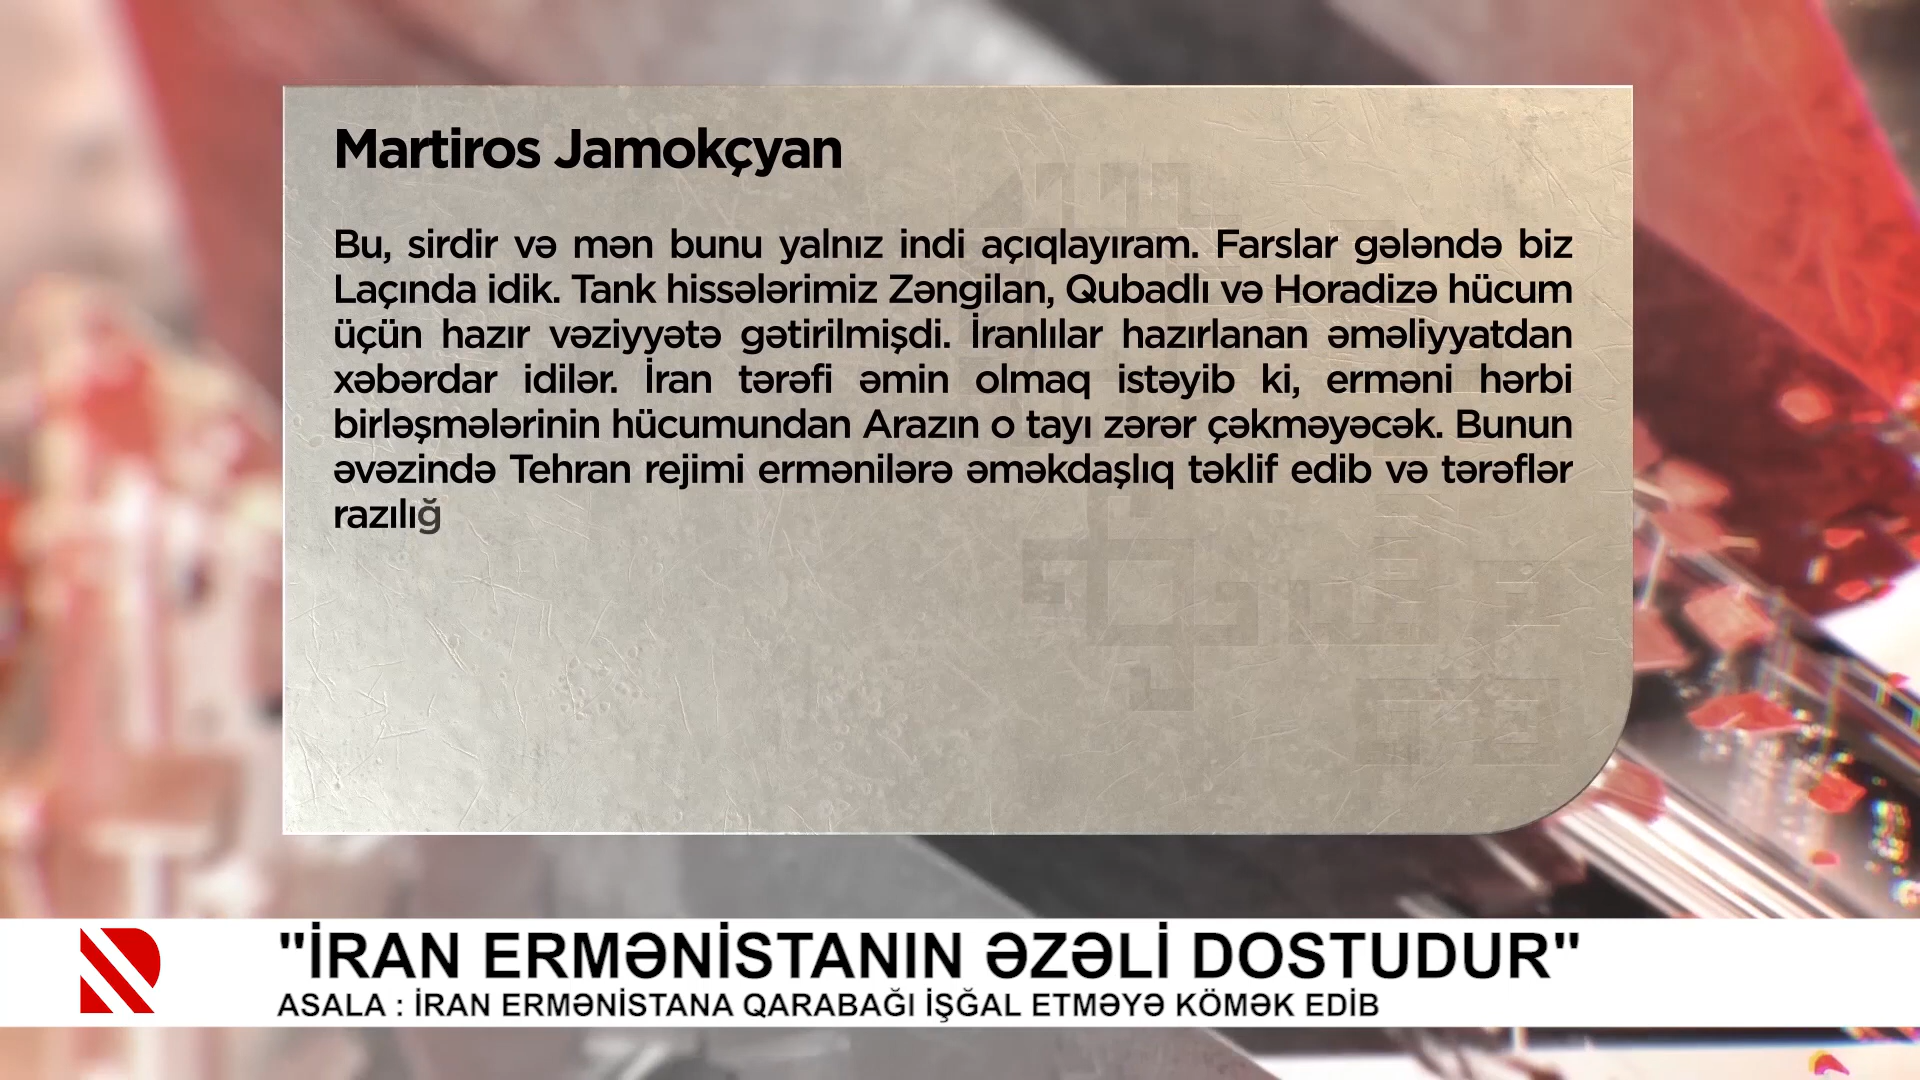 Martiros Jamokçyan
Bu, sirdir və mən bunu yalnız indi açıqlayıram. Farslar gələndə biz
Laçında idik. Tank hissələrimiz Zəngilan, Qubadlı və Horadizə hücum
üçün hazır vəziyyətə gətirilmişdi. İranlılar hazırlanan əməliyyatdan
xəbərdar idilər. İran tərəfi əmin olmaq istəyib ki, erməni hərbi
birləşmələrinin hücumundan Arazın o tayı zərər çəkməyəcək. Bunun
əvəzində Tehran rejimi ermənilərə əməkdaşlıq təklif edib və tərəflər
razılığ
"İRAN ERMƏNİSTANIN ƏZƏLİ DOSTUDUR"
ASALA : İRAN ERMƏNİSTANA QARABAĞI İŞĞAL ETMƏYƏ KÖMƏK EDİB